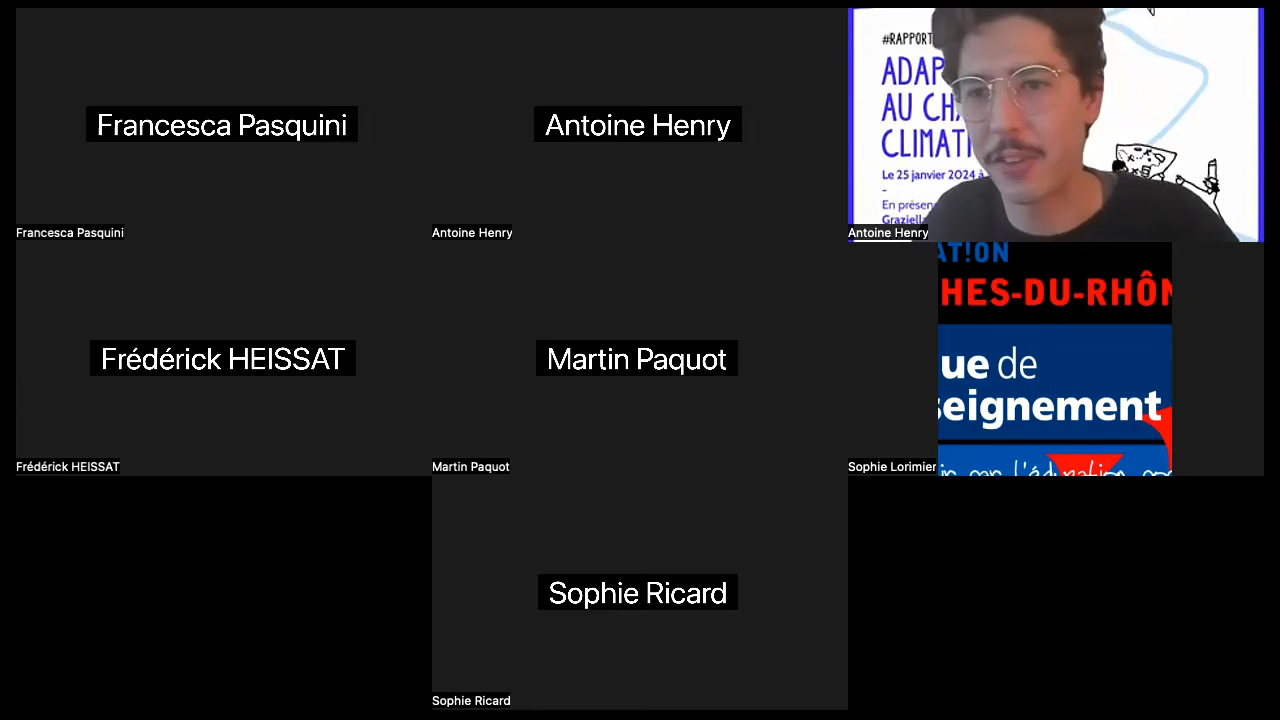 Francesca Pasquini
Francesca Pasquini
Antoine Henry
Antoine Henry
#RAPPORT
ADAP
AU CHA
CLIMATI
Le 25 janvier 2024 à
-
En présen
Graziella
Antoine Henry
Frédérick HEISSAT
Frédérick HEISSAT
Martin Paquot
Martin Paquot
AT!ON
HES-DU-RHÔN
ue de
seignement
Sophie Lorimier
Sophie Ricard
Sophie Ricard